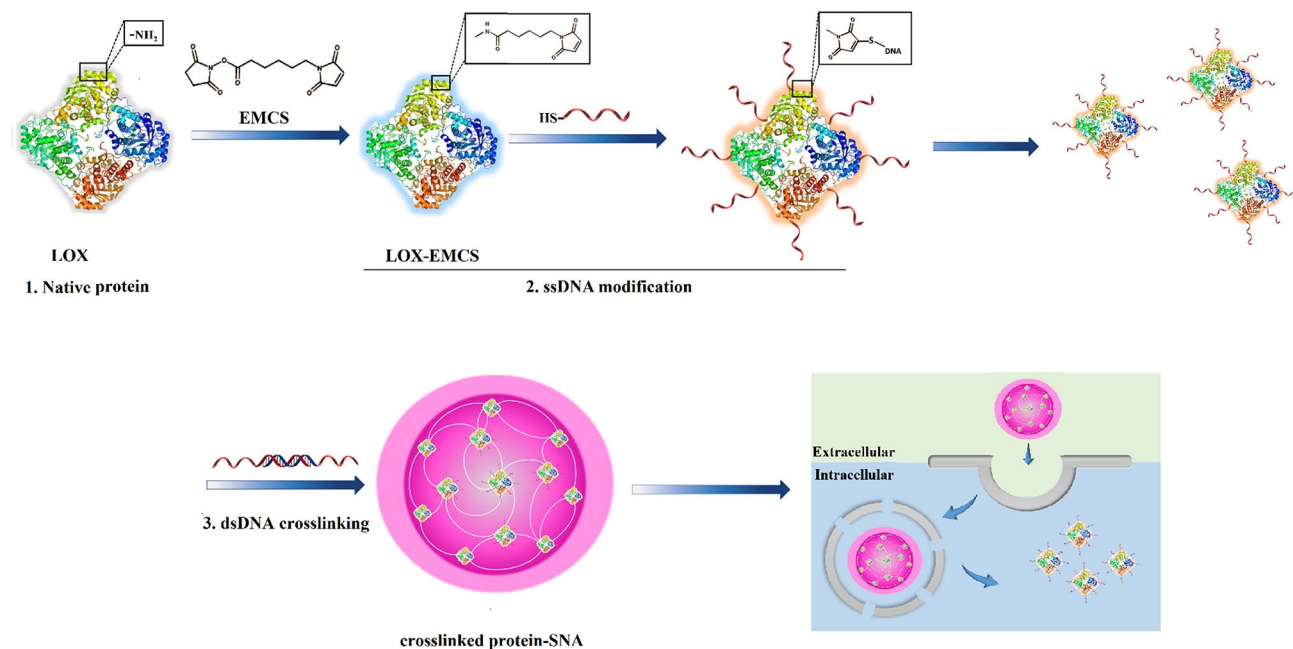 -NH₂
EMCS
LOX
1. Native protein
H
N
O
O
O
N
O
O
O
O
N
O
HS-
LOX-EMCS
2. ssDNA modification
O
N
S
DNA
O
3. dsDNA crosslinking
crosslinked protein-SNA
Extracellular
Intracellular